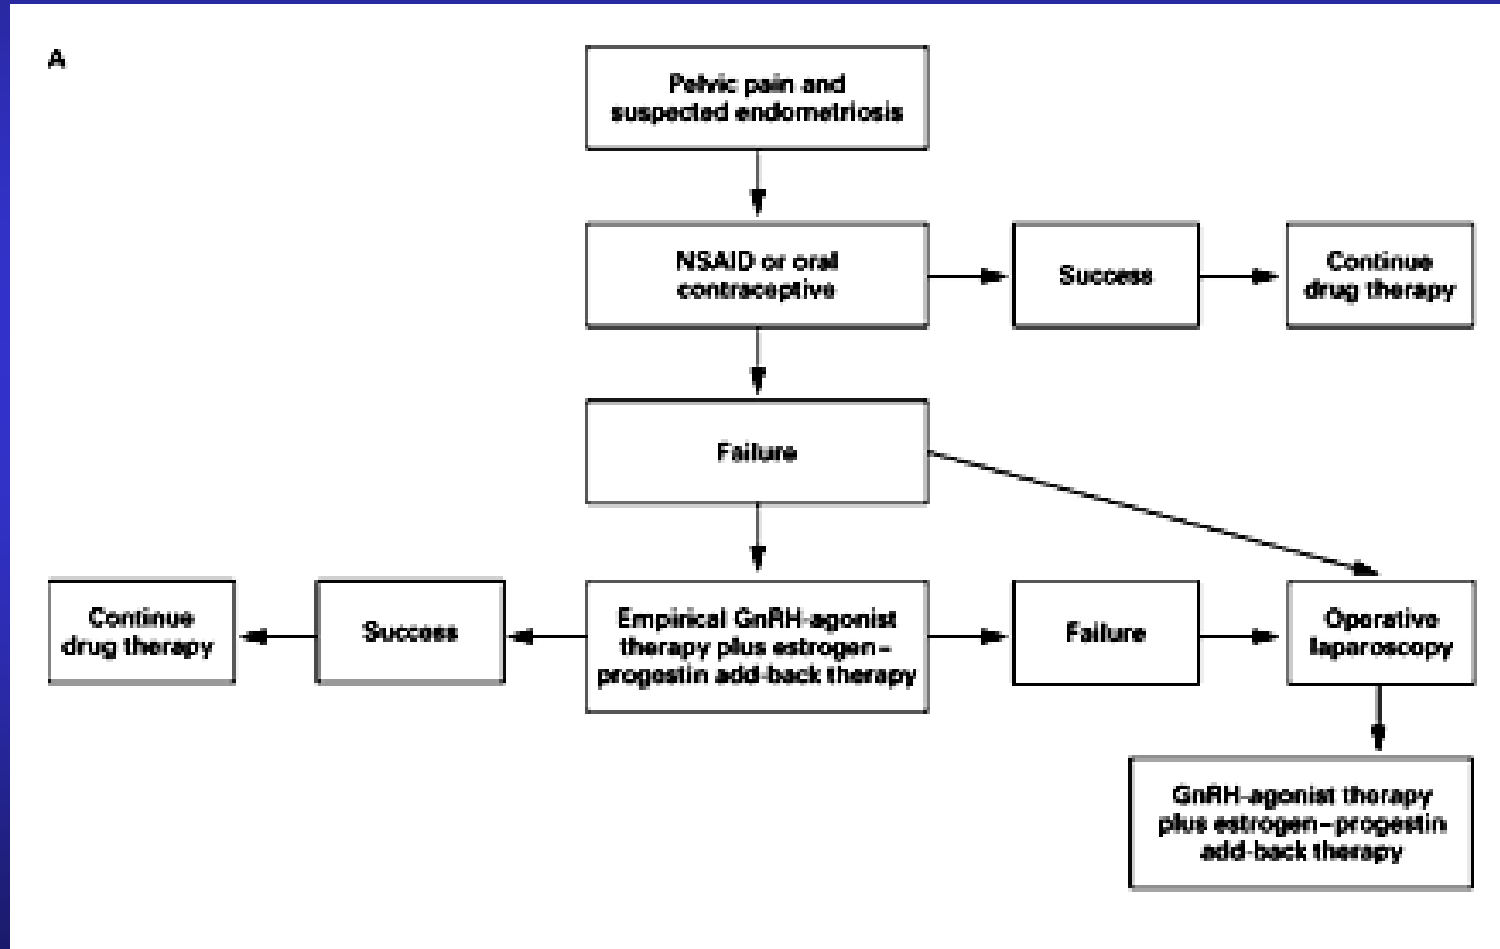 A
Pelvic pain and
suspected endometriosis
NSAID or oral
contraceptive
Success
Continue
drug therapy
Failure
Continue
drug therapy
Success
Empirical GnRH-agonist
therapy plus estrogen–
progestin add-back therapy
Failure
Operative
laparoscopy
GnRH-agonist therapy
plus estrogen–progestin
add-back therapy